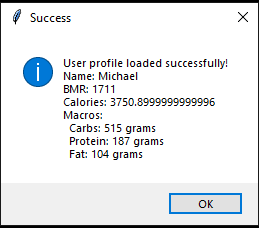 Success
User profile loaded successfully!
Name: Michael
BMR: 1711
Calories: 3750.8999999999996
Macros:
Carbs: 515 grams
Protein: 187 grams
Fat: 104 grams
OK